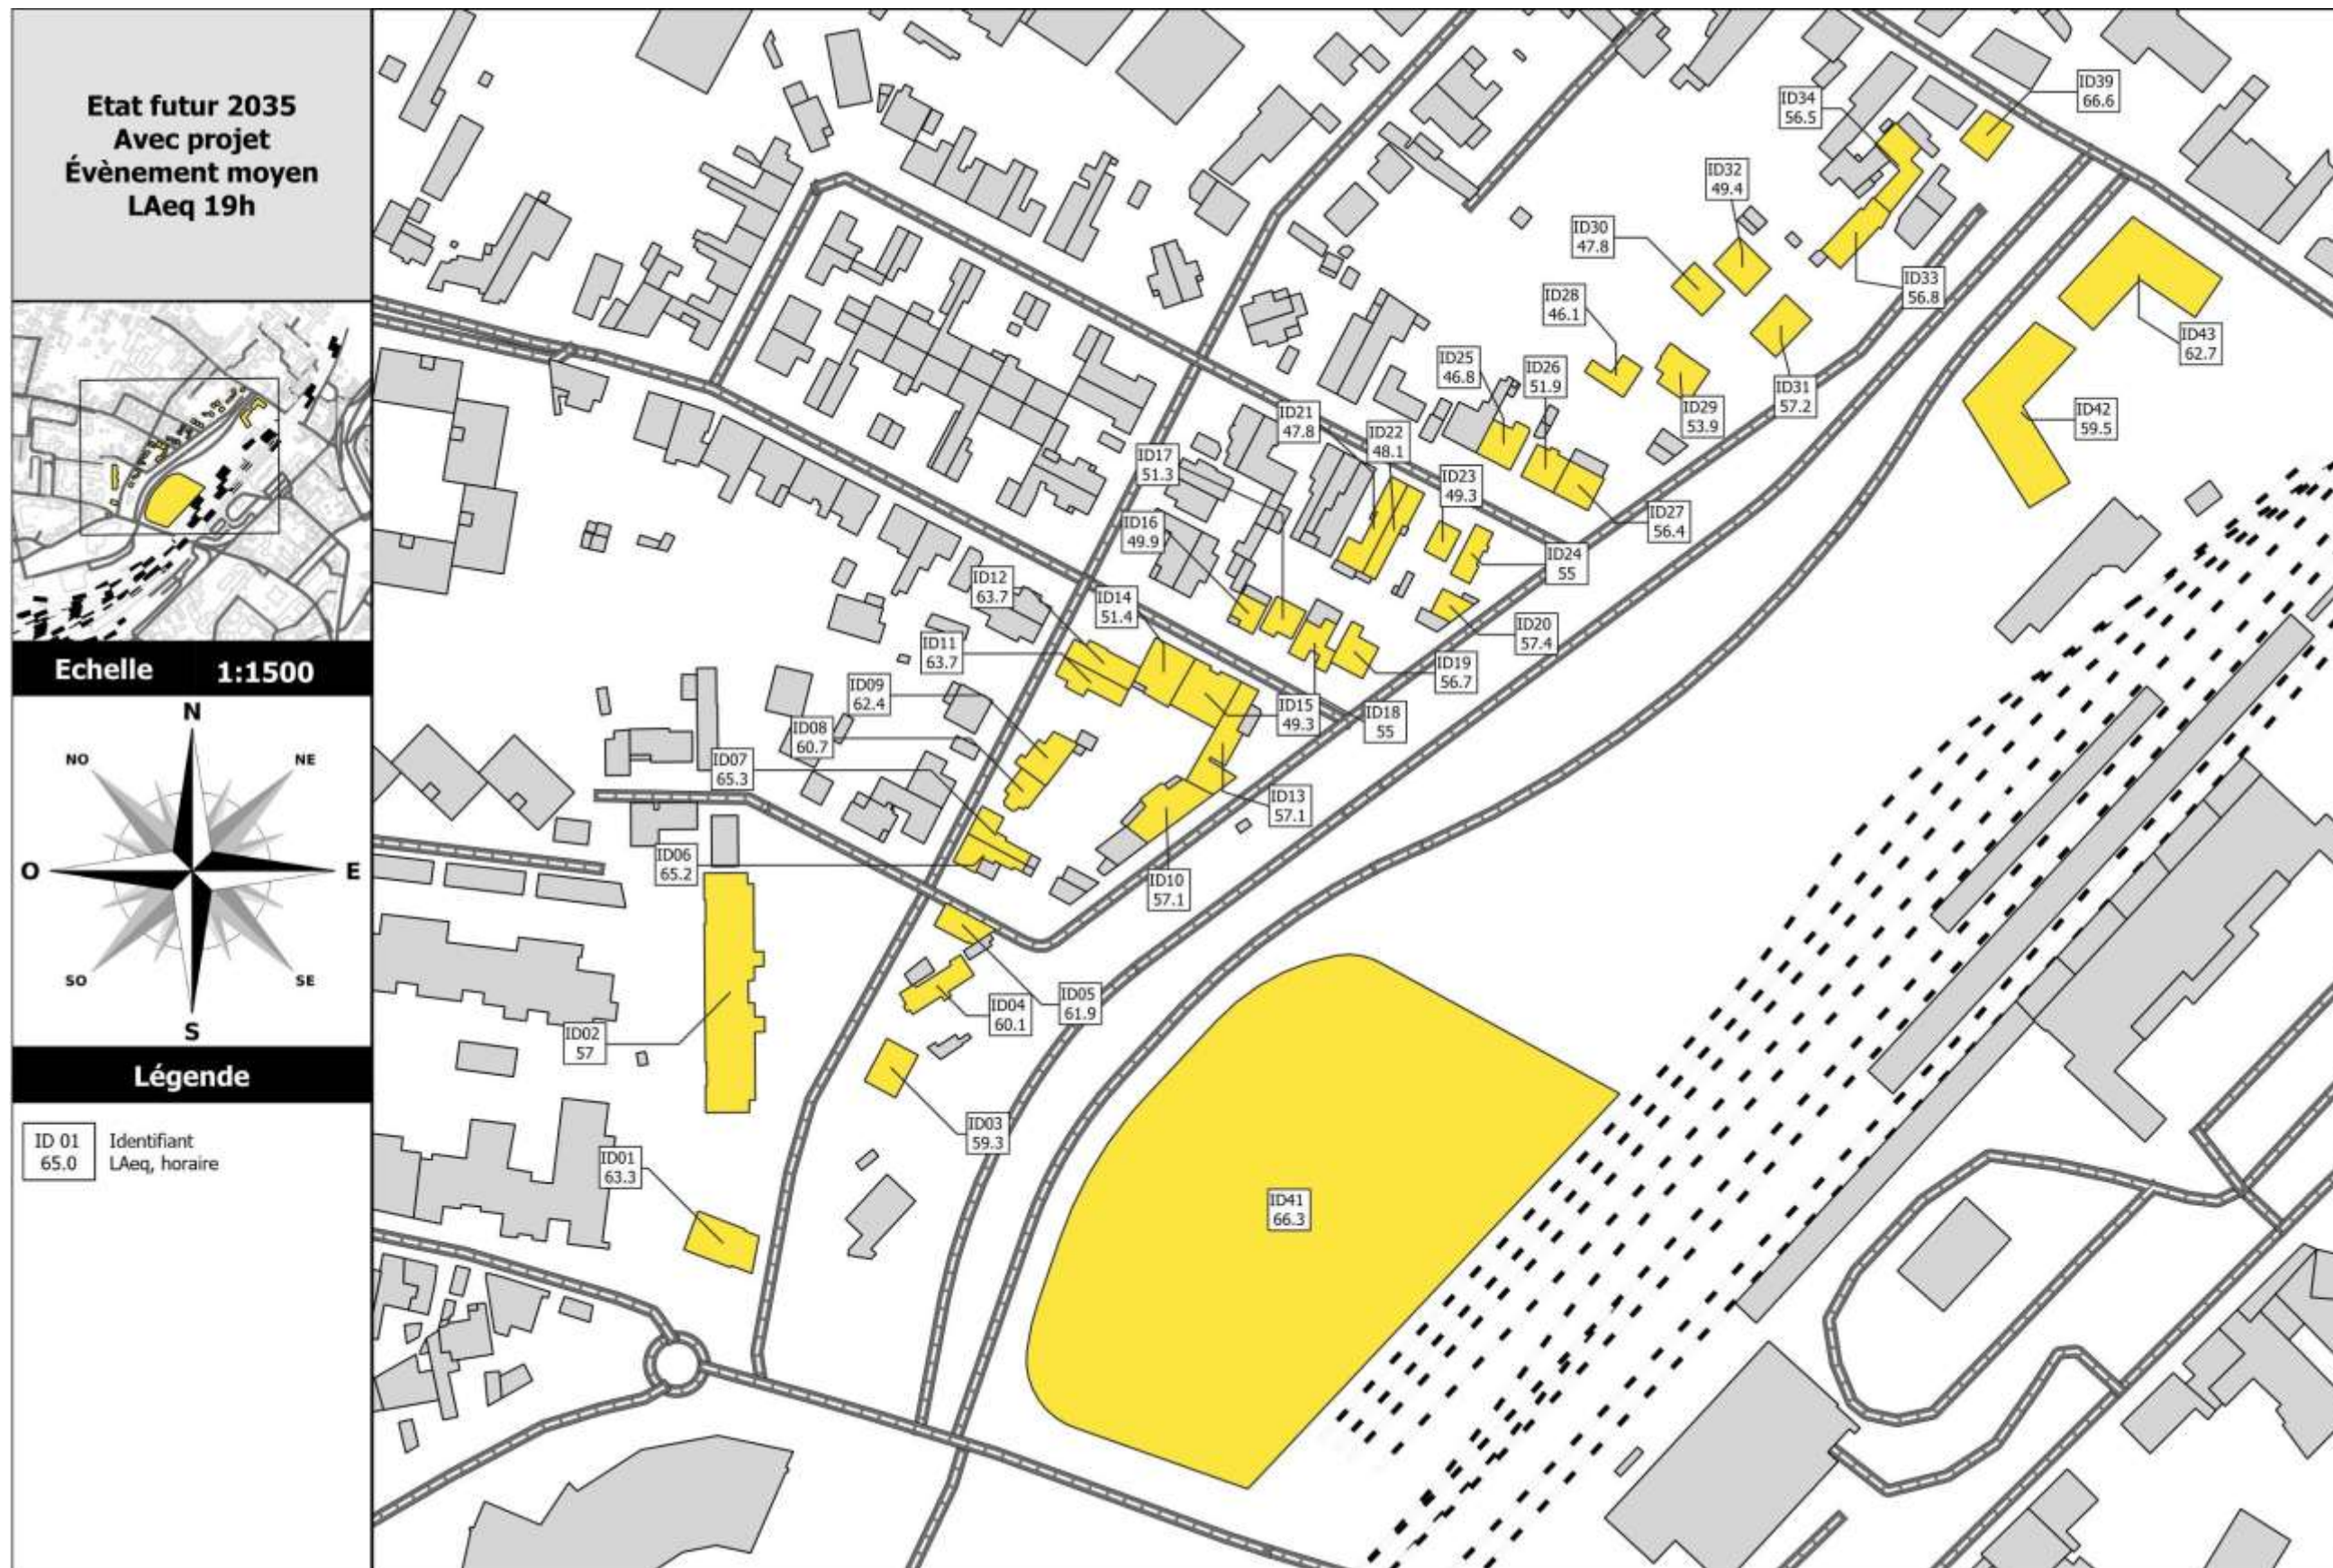 Etat futur 2035
Avec projet
Évènement moyen
LAeq 19h
Echelle 1:1500
N
NO
NE
O
E
SO
SE
S
Légende
ID 01
65.0
Identifiant
LAeq, horaire
ID39
66.6
ID34
56.5
ID32
49.4
ID30
47.8
ID33
56.8
ID28
46.1
ID43
62.7
ID25
46.8
ID26
51.9
ID31
57.2
ID29
53.9
ID42
59.5
ID21
47.8
ID22
48.1
ID17
51.3
ID23
49.3
ID27
56.4
ID16
49.9
ID24
55
ID12
63.7
ID14
51.4
ID20
57.4
ID11
63.7
ID19
56.7
ID09
62.4
ID15
49.3
ID18
55
ID08
60.7
ID07
65.3
ID13
57.1
ID06
65.2
ID10
57.1
ID05
61.9
ID04
60.1
ID02
57
ID03
59.3
ID01
63.3
ID41
66.3